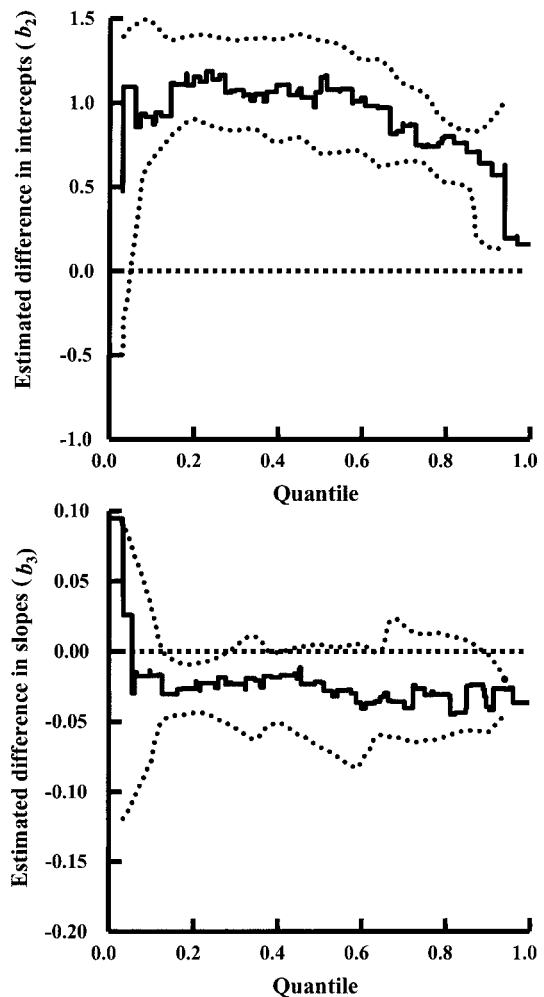 Estimated difference in intercepts (b2)
1.5
1.0
0.5
0.0
-0.5
-1.0
0.0 0.2 0.4 0.6 0.8 1.0
Quantile
Estimated difference in slopes (b3)
0.10
0.05
0.00
-0.05
-0.10
-0.15
-0.20
0.0 0.2 0.4 0.6 0.8 1.0
Quantile